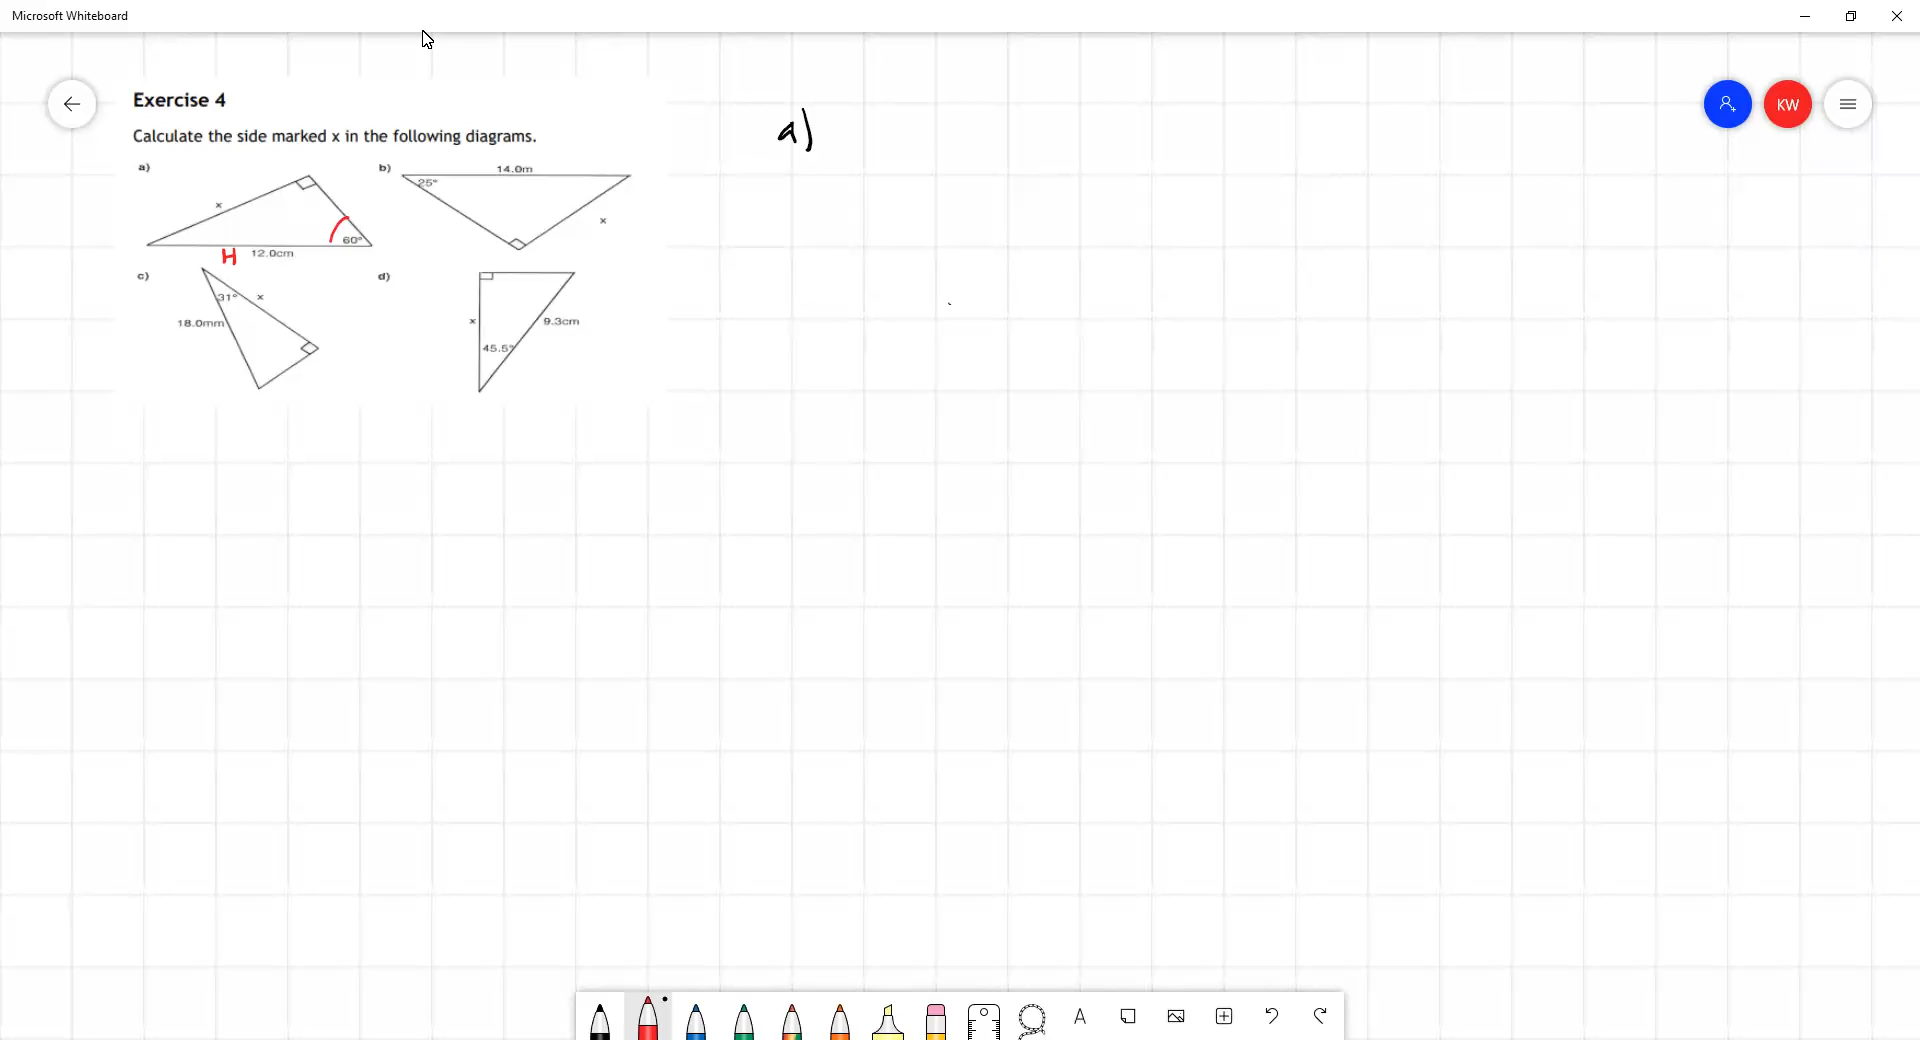 Microsoft Whiteboard
KW
Exercise 4
a)
Calculate the side marked x in the following diagrams.
a)
x
60°
H 12.0cm
b)
14.0m
25°
x
c)
31°
x
18.0mm
d)
x
9.3cm
45.5°
A